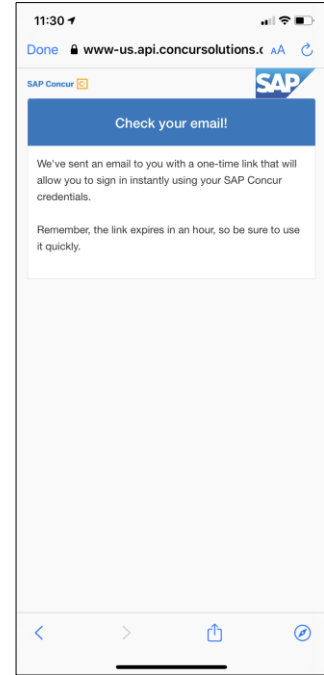 11:30
Done www-us.api.concursolutions.c AA
SAP Concur C
SAP
Check your email!
We've sent an email to you with a one-time link that will
allow you to sign in instantly using your SAP Concur
credentials.
Remember, the link expires in an hour, so be sure to use
it quickly.